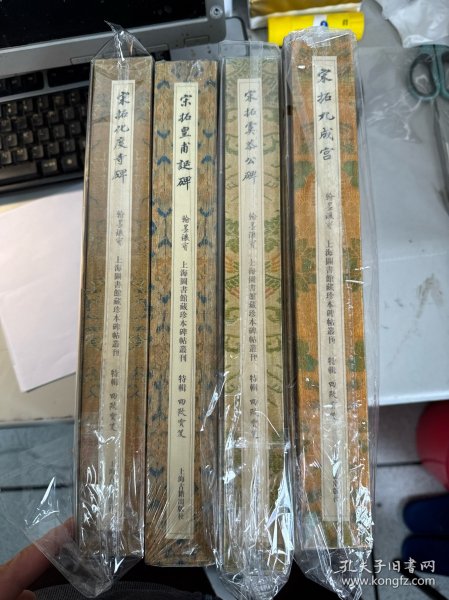 宋拓化度寺碑 翰墨瓌寶 上海圖書館藏珍本碑帖叢刊 特輯 四歐寶笈
宋拓皇甫誕碑 翰墨瓌寶 上海圖書館藏珍本碑帖叢刊 特輯 四歐寶笈 上海古籍出版社
宋拓虞恭公碑 翰墨瓌寶 上海圖書館藏珍本碑帖叢刊 特輯 四歐寶笈
宋拓九成宮 翰墨瓌寶 上海圖書館藏珍本碑帖叢刊 特輯 四歐寶
孔夫子旧书网
www.kongfz.com